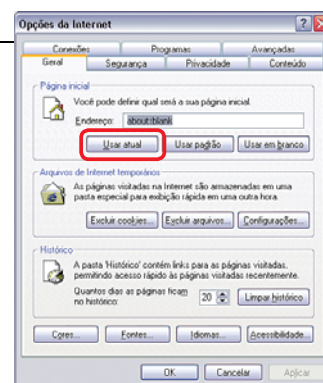 Opções da Internet
Conexões Programas Avançadas
Geral Segurança Privacidade Conteúdo
Página inicial
Você pode definir qual será a sua página inicial.
Endereço: about:blank
Usar atual Usar padrão Usar em branco
Arquivos de Internet temporários
As páginas visitadas na Internet são armazenadas em uma
pasta especial para exibição rápida em uma outra hora.
Excluir cookies... Excluir arquivos... Configurações...
Histórico
A pasta 'Histórico' contém links para as páginas visitadas,
permitindo acesso rápido às páginas visitadas recentemente.
Quantos dias as páginas ficam
no histórico: 20 Limpar histórico
Cores... Fontes... Idiomas... Acessibilidade...
OK Cancelar Aplicar